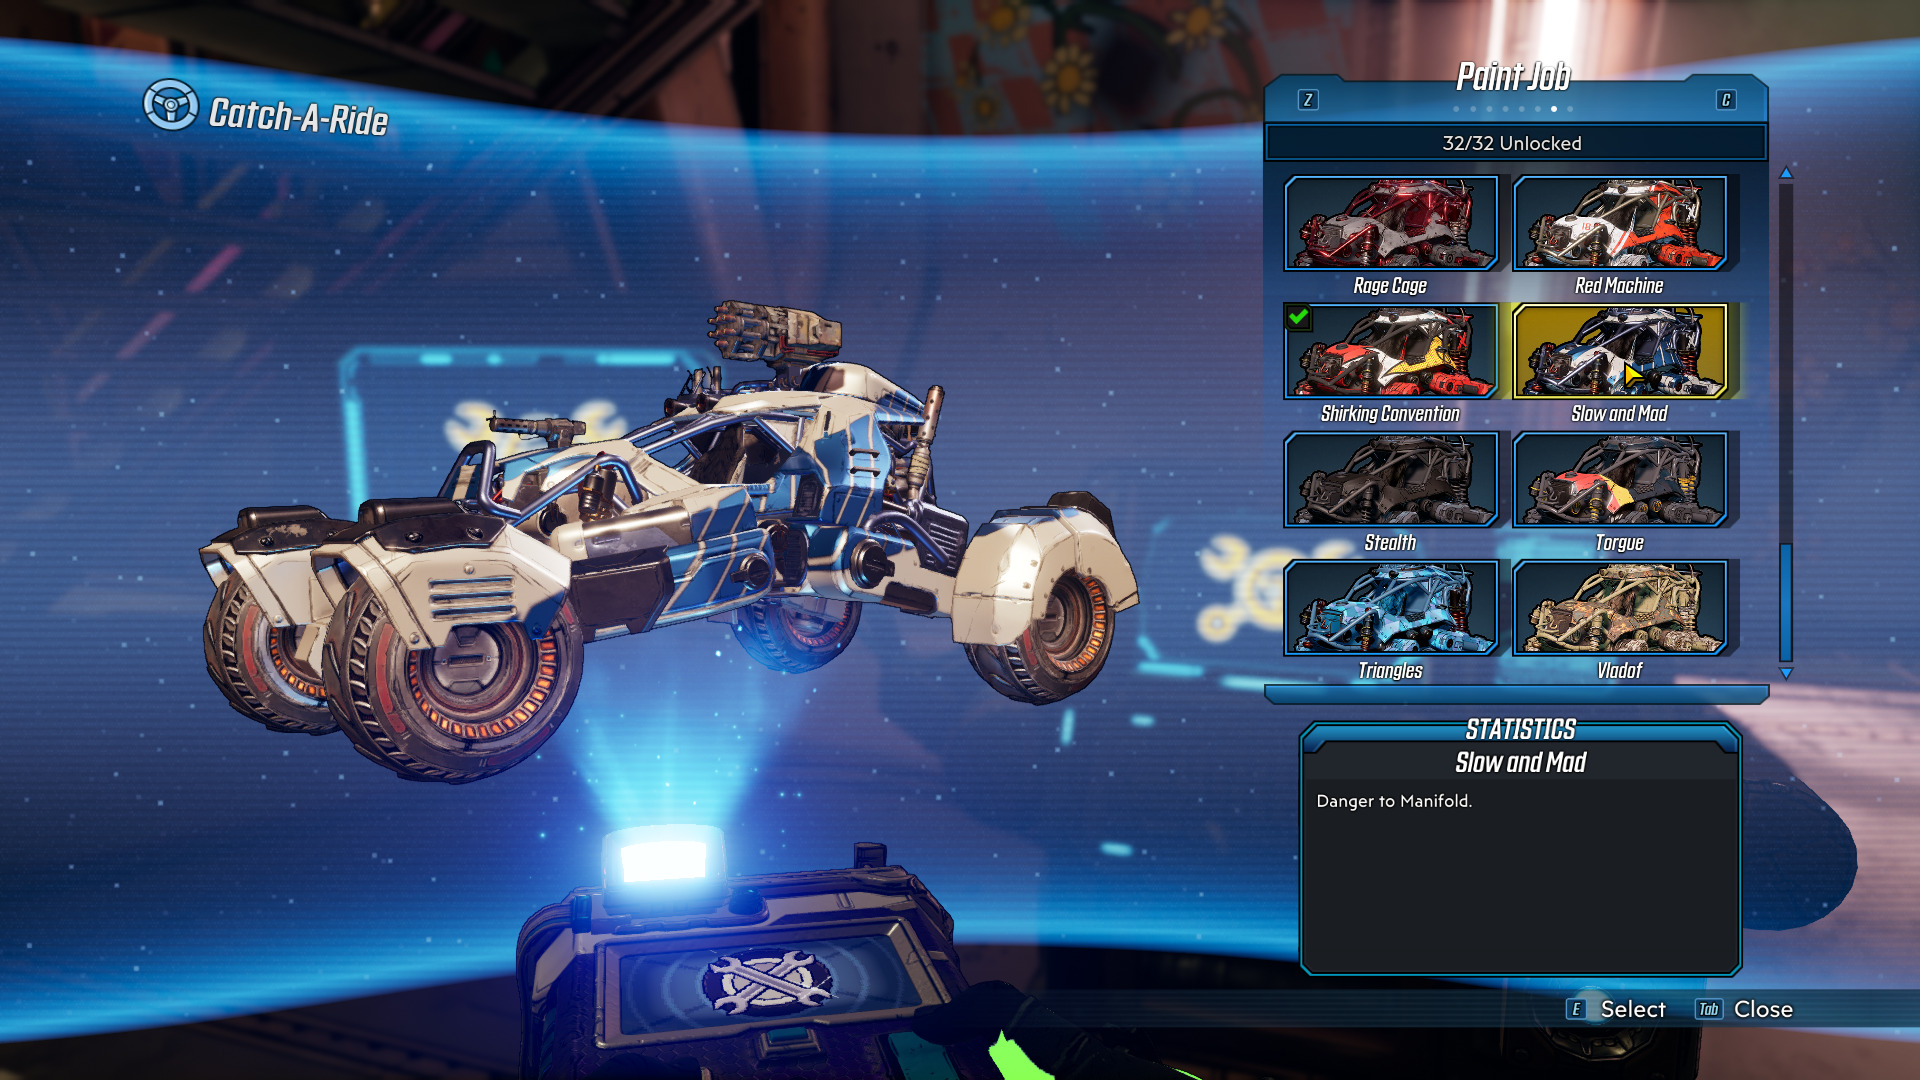 Catch-A-Ride
Paint Job
Z
C
32/32 Unlocked
Rage Cage
Red Machine
Shirking Convention
Slow and Mad
Stealth
Torgue
Triangles
Vladof
STATISTICS
Slow and Mad
Danger to Manifold.
E Select
Tab Close